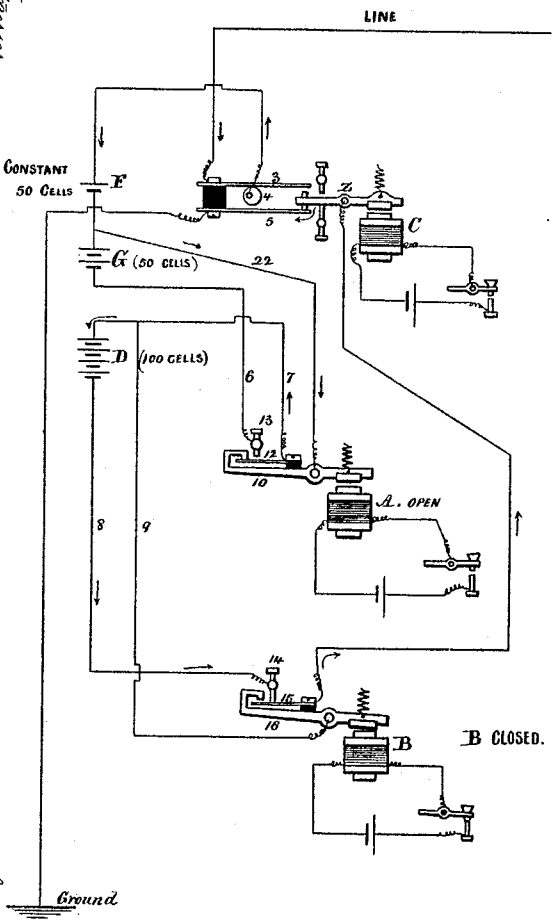 LINE
CONSTANT
50 CELLS
F
3
4
5
2
C
G (50 CELLS)
22
D (100 CELLS)
6
7
13
12
10
A. OPEN
8
9
14
15
16
B
B CLOSED.
Ground